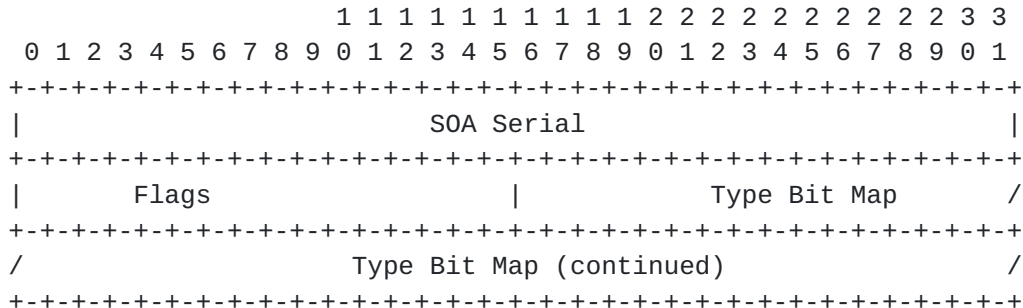 1 1 1 1 1 1 1 1 1 1 2 2 2 2 2 2 2 2 2 2 3 3
 0 1 2 3 4 5 6 7 8 9 0 1 2 3 4 5 6 7 8 9 0 1 2 3 4 5 6 7 8 9 0 1
+-+-+-+-+-+-+-+-+-+-+-+-+-+-+-+-+-+-+-+-+-+-+-+-+-+-+-+-+-+-+-+-+
|                           SOA Serial                           |
+-+-+-+-+-+-+-+-+-+-+-+-+-+-+-+-+-+-+-+-+-+-+-+-+-+-+-+-+-+-+-+-+
|       Flags                   |            Type Bit Map       /
+-+-+-+-+-+-+-+-+-+-+-+-+-+-+-+-+-+-+-+-+-+-+-+-+-+-+-+-+-+-+-+-+
/                     Type Bit Map (continued)                  /
+-+-+-+-+-+-+-+-+-+-+-+-+-+-+-+-+-+-+-+-+-+-+-+-+-+-+-+-+-+-+-+-+